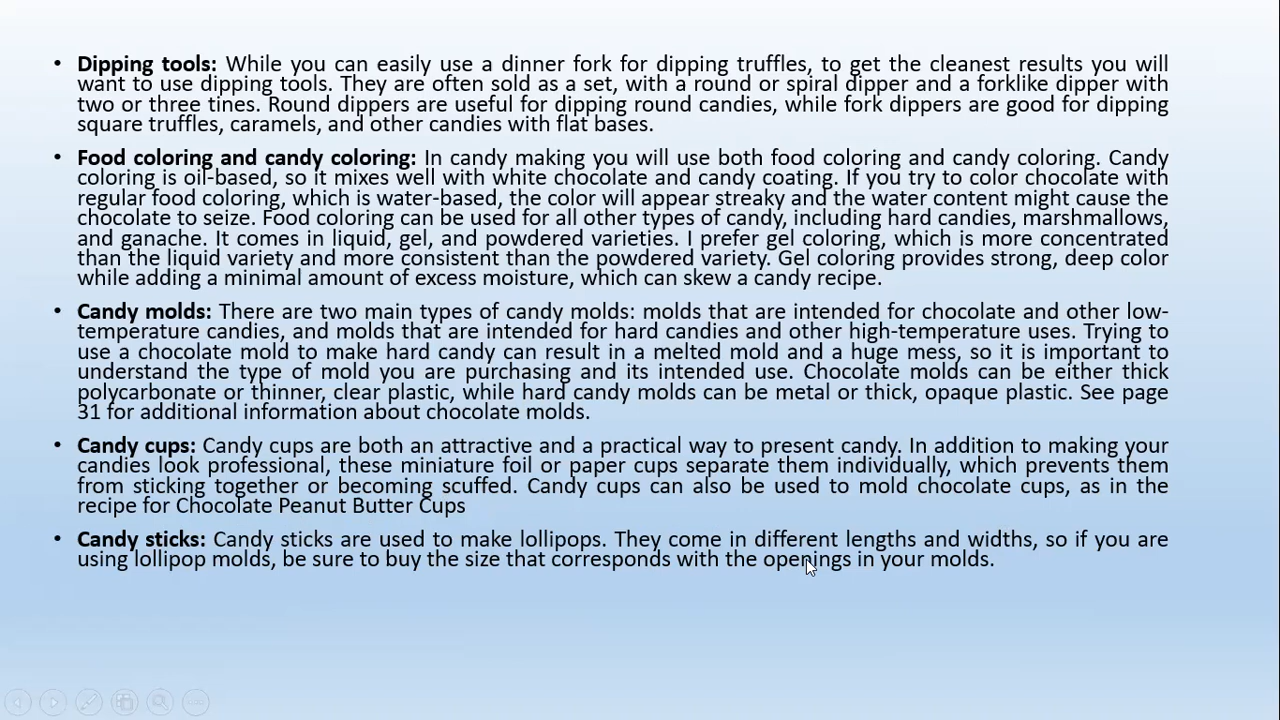 • Dipping tools: While you can easily use a dinner fork for dipping truffles, to get the cleanest results you will
want to use dipping tools. They are often sold as a set, with a round or spiral dipper and a forklike dipper with
two or three tines. Round dippers are useful for dipping round candies, while fork dippers are good for dipping
square truffles, caramels, and other candies with flat bases.
• Food coloring and candy coloring: In candy making you will use both food coloring and candy coloring. Candy
coloring is oil-based, so it mixes well with white chocolate and candy coating. If you try to color chocolate with
regular food coloring, which is water-based, the color will appear streaky and the water content might cause the
chocolate to seize. Food coloring can be used for all other types of candy, including hard candies, marshmallows,
and ganache. It comes in liquid, gel, and powdered varieties. I prefer gel coloring, which is more concentrated
than the liquid variety and more consistent than the powdered variety. Gel coloring provides strong, deep color
while adding a minimal amount of excess moisture, which can skew a candy recipe.
• Candy molds: There are two main types of candy molds: molds that are intended for chocolate and other low-
temperature candies, and molds that are intended for hard candies and other high-temperature uses. Trying to
use a chocolate mold to make hard candy can result in a melted mold and a huge mess, so it is important to
understand the type of mold you are purchasing and its intended use. Chocolate molds can be either thick
polycarbonate or thinner, clear plastic, while hard candy molds can be metal or thick, opaque plastic. See page
31 for additional information about chocolate molds.
• Candy cups: Candy cups are both an attractive and a practical way to present candy. In addition to making your
candies look professional, these miniature foil or paper cups separate them individually, which prevents them
from sticking together or becoming scuffed. Candy cups can also be used to mold chocolate cups, as in the
recipe for Chocolate Peanut Butter Cups
• Candy sticks: Candy sticks are used to make lollipops. They come in different lengths and widths, so if you are
using lollipop molds, be sure to buy the size that corresponds with the openings in your molds.